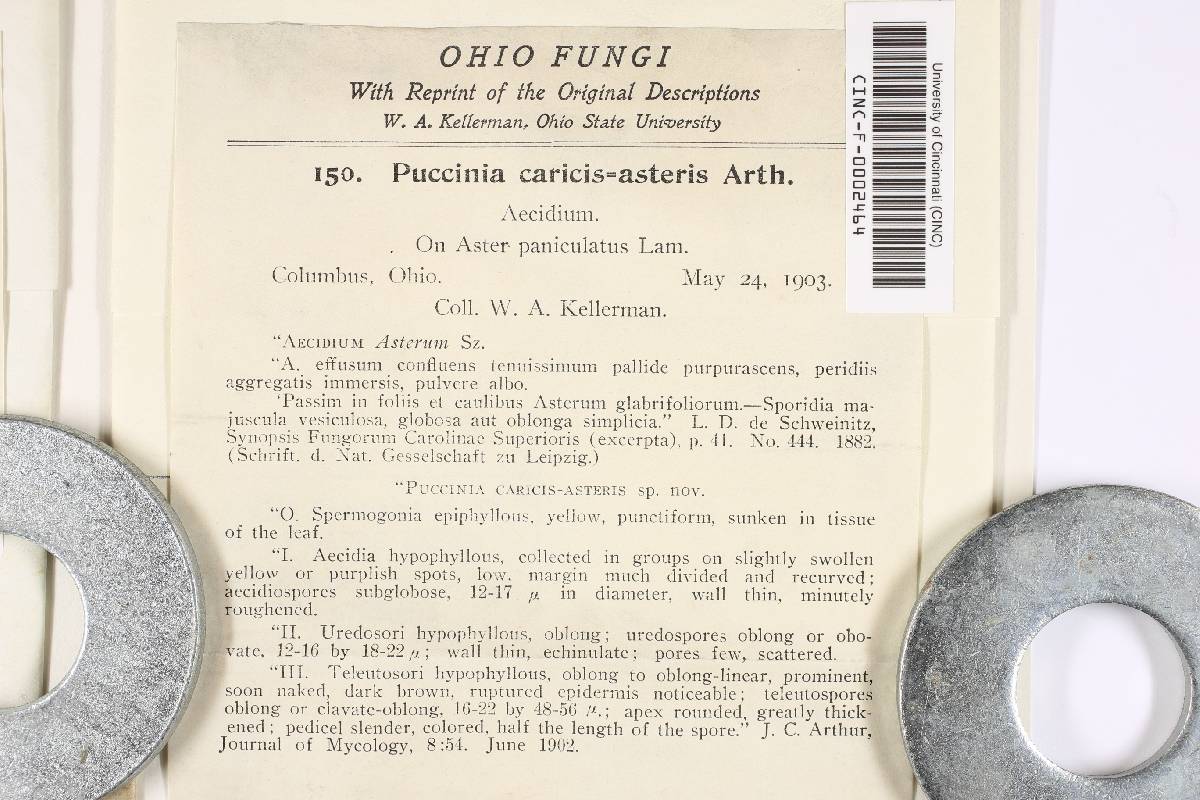 OHIO FUNGI
With Reprint of the Original Descriptions
W. A. Kellerman, Ohio State University
150. Puccinia caricis=asteris Arth.
Aecidium.
On Aster paniculatus Lam.
Columbus, Ohio. May 24, 1903.
Coll. W. A. Kellerman.
"AECIDIUM Asterum Sz.
"A. effusum confluens tenuissimum pallide purpurascens, peridiis
aggregatis immersis, pulvere albo.
'Passim in foliis et caulibus Asterum glabrifoliorum.—Sporidia ma-
juscula vesiculosa, globosa aut oblonga simplicia." L. D. de Schweinitz,
Synopsis Fungorum Carolinae Superioris (excerpta), p. 41. No. 444. 1882.
(Schrift. d. Nat. Gesselschaft zu Leipzig.)
"PUCCINIA CARICIS-ASTERIS sp. nov.
"O. Spermogonia epiphyllous, yellow, punctiform, sunken in tissue
of the leaf.
"I. Aecidia hypophyllous, collected in groups on slightly swollen
yellow or purplish spots, low, margin much divided and recurved;
aecidiospores subglobose, 12-17 μ in diameter, wall thin, minutely
roughened.
"II. Uredosori hypophyllous, oblong; uredospores oblong or obo-
vate, 12-16 by 18-22 μ; wall thin, echinulate; pores few, scattered.
"III. Teleutosori hypophyllous, oblong to oblong-linear, prominent,
soon naked, dark brown, ruptured epidermis noticeable; teleutospores
oblong or clavate-oblong, 16-22 by 48-56 μ.; apex rounded, greatly thick-
ened; pedicel slender, colored, half the length of the spore." J. C. Arthur,
Journal of Mycology, 8:54. June 1902.
University of Cincinnati (CINC)
CINC-F-0002464